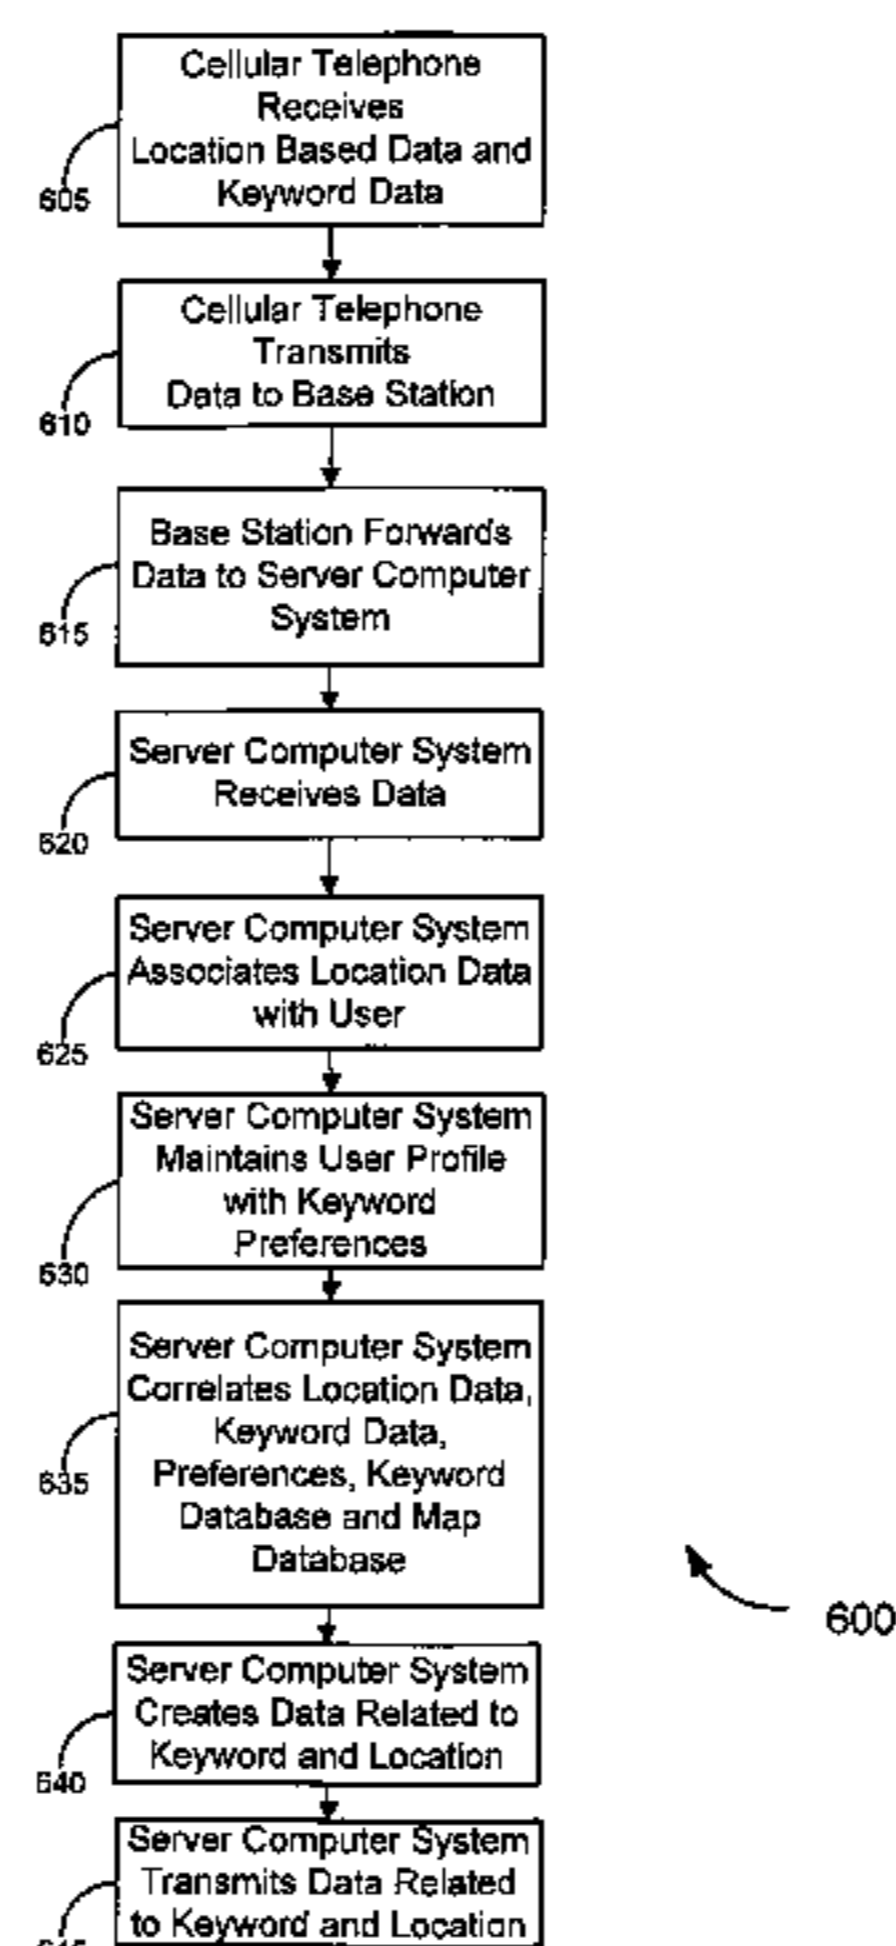 Cellular Telephone
Receives
Location Based Data and
Keyword Data
605
Cellular Telephone
Transmits
Data to Base Station
610
Base Station Forwards
Data to Server Computer
System
615
Server Computer System
Receives Data
620
Server Computer System
Associates Location Data
with User
625
Server Computer System
Maintains User Profile
with Keyword
Preferences
630
Server Computer System
Correlates Location Data,
Keyword Data,
Preferences, Keyword
Database and Map
Database
635
600
Server Computer System
Creates Data Related to
Keyword and Location
640
Server Computer System
Transmits Data Related
to Keyword and Location